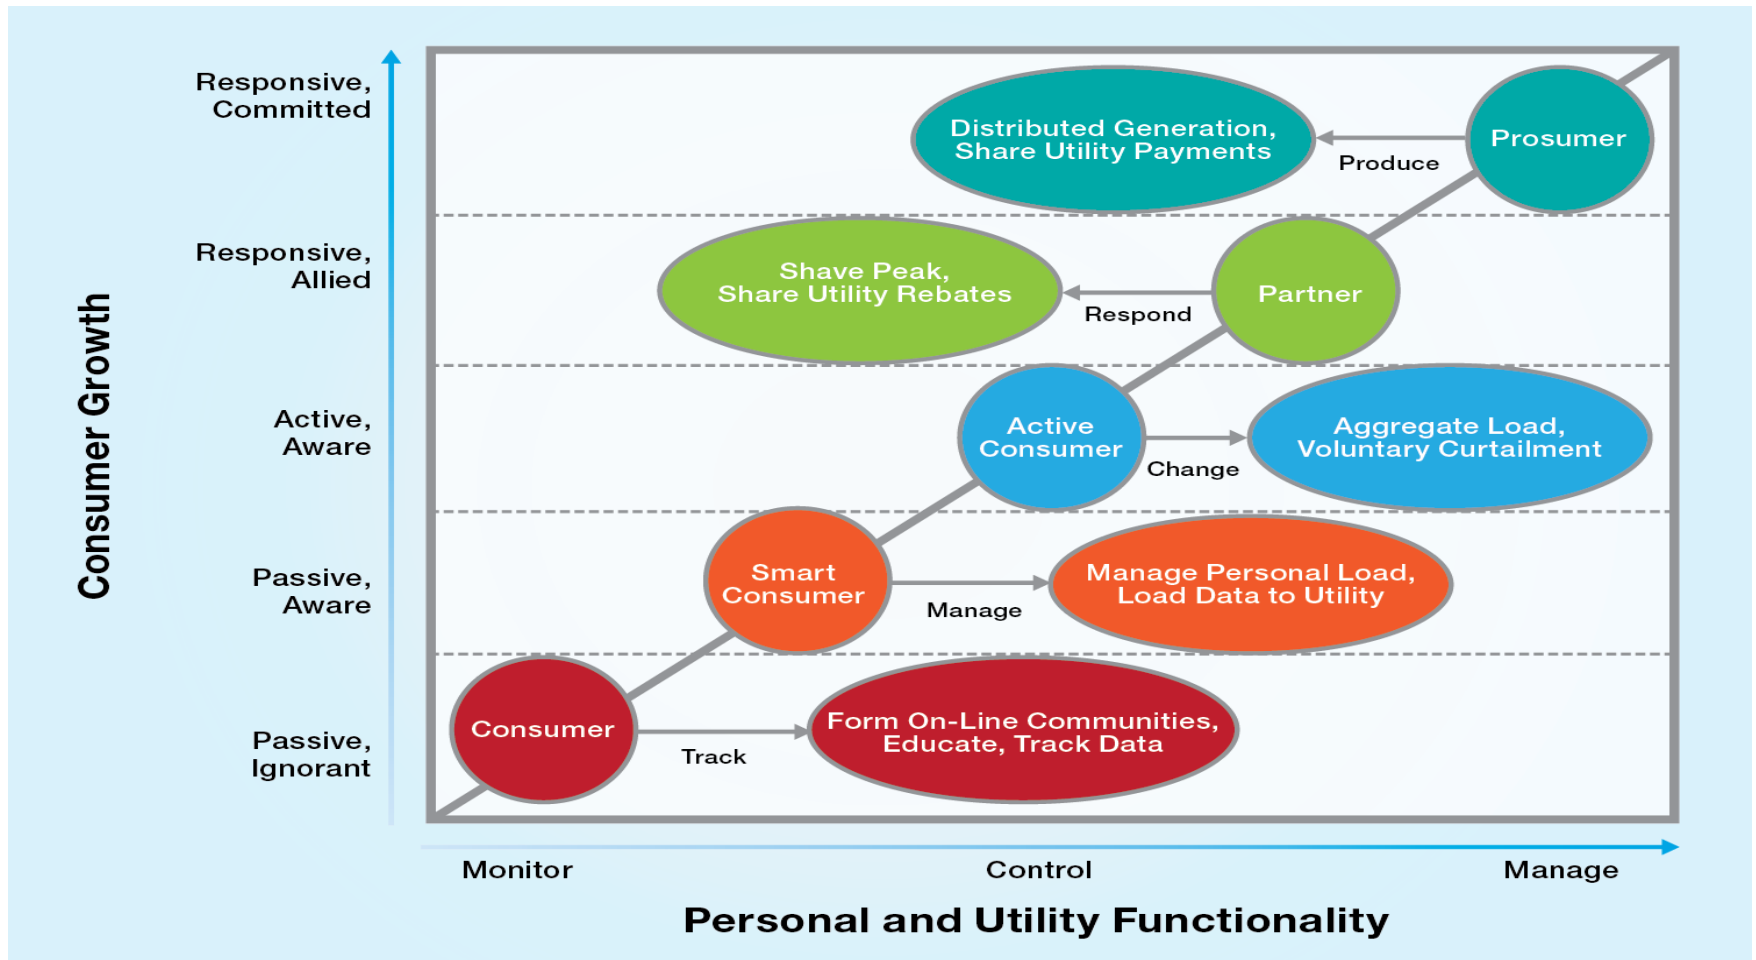 Responsive,
Committed
Distributed Generation,
Share Utility Payments
Produce
Prosumer
Responsive,
Allied
Shave Peak,
Share Utility Rebates
Respond
Partner
Active,
Aware
Active
Consumer
Change
Aggregate Load,
Voluntary Curtailment
Passive,
Aware
Smart
Consumer
Manage
Manage Personal Load,
Load Data to Utility
Passive,
Ignorant
Consumer
Track
Form On-Line Communities,
Educate, Track Data
Consumer Growth
Monitor
Control
Manage
Personal and Utility Functionality